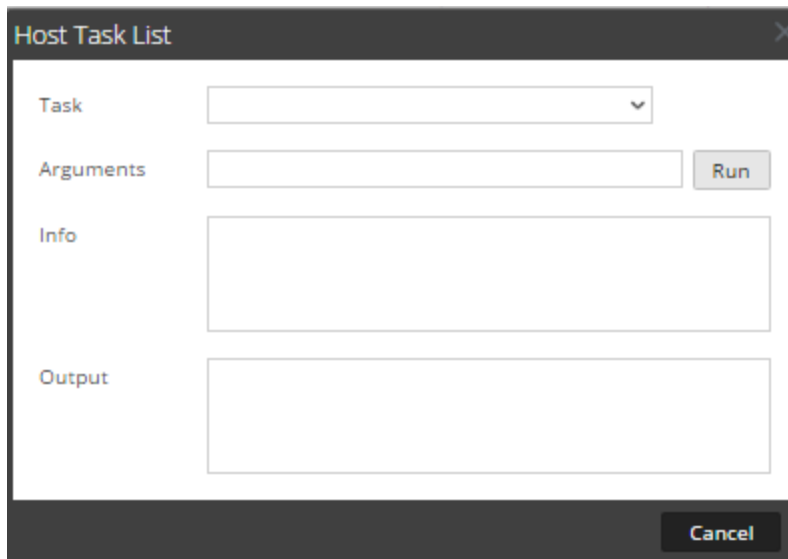 Host Task List
Task
Arguments
Run
Info
Output
Cancel